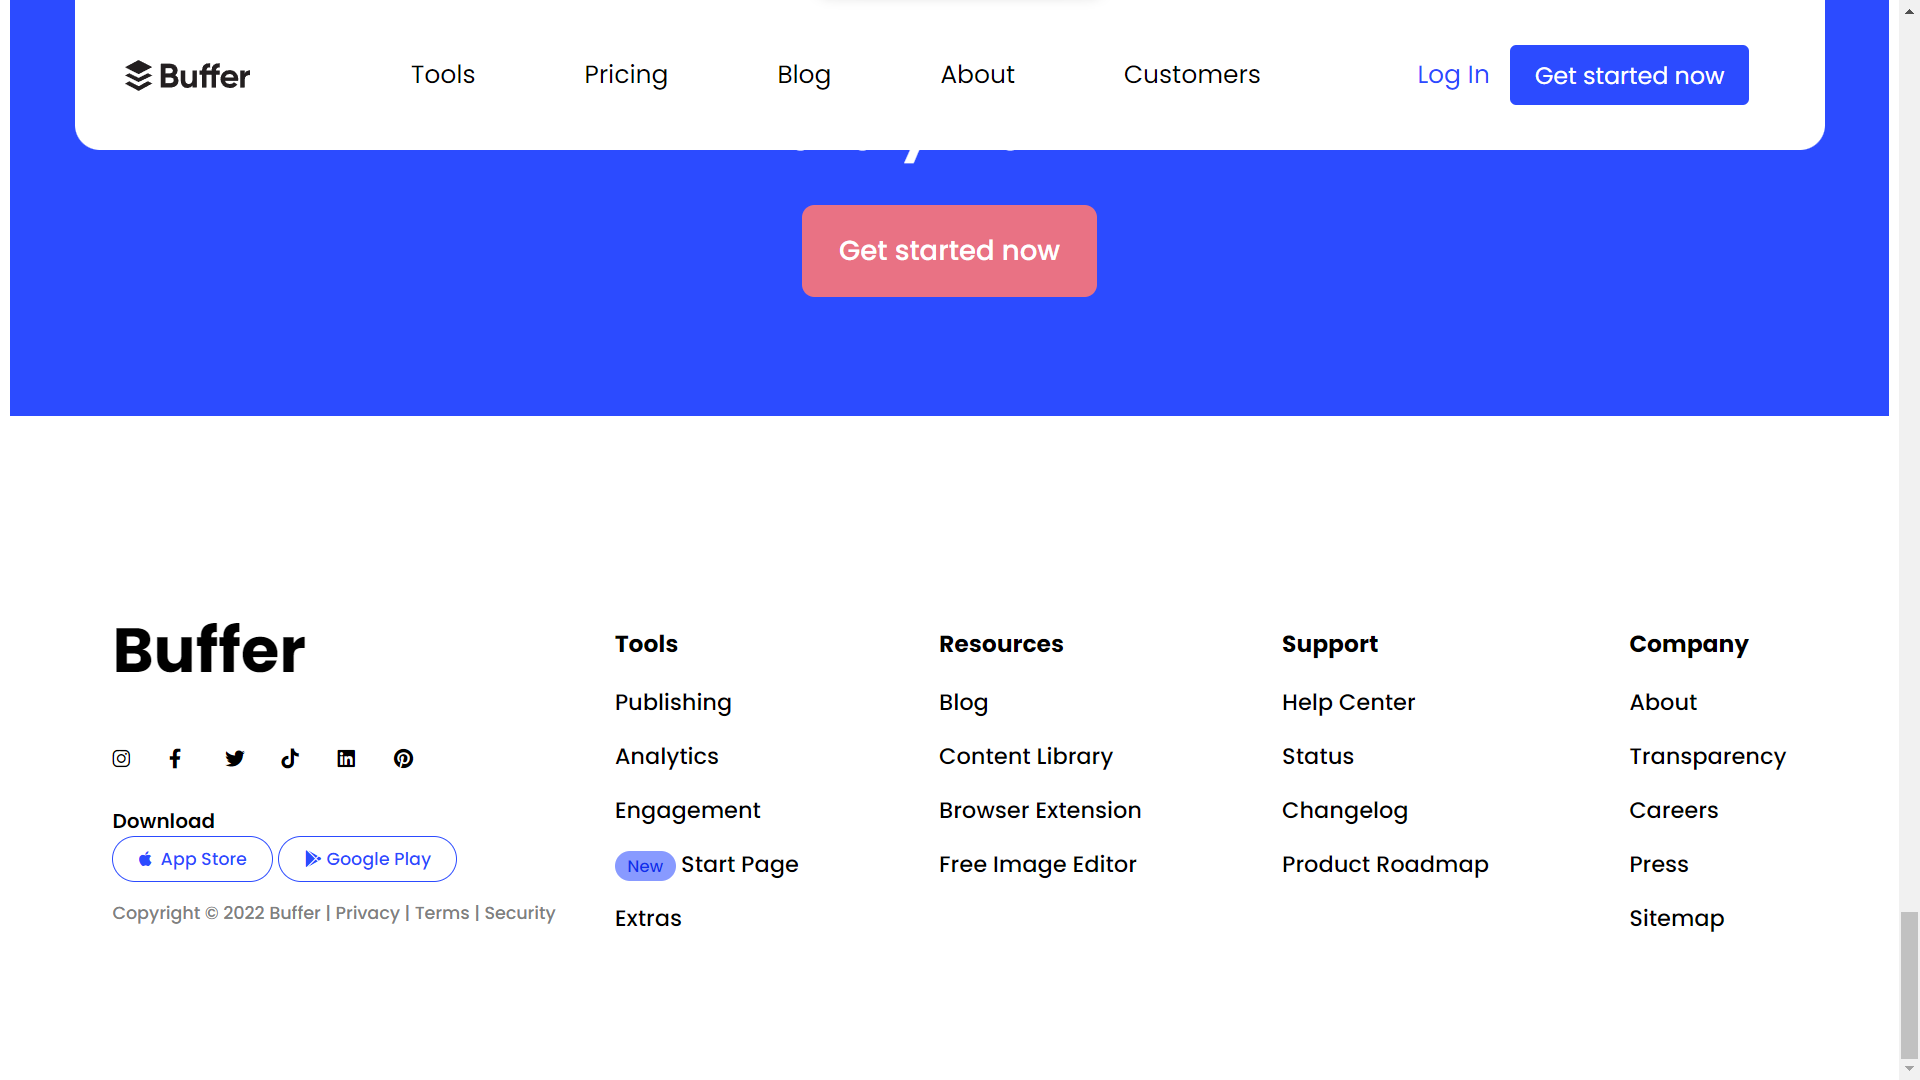 Buffer
Tools
Pricing
Blog
About
Customers
Log In
Get started now
Get started now
Buffer
Download
App Store
Google Play
Copyright © 2022 Buffer | Privacy | Terms | Security
Tools
Publishing
Analytics
Engagement
New Start Page
Extras
Resources
Blog
Content Library
Browser Extension
Free Image Editor
Support
Help Center
Status
Changelog
Product Roadmap
Company
About
Transparency
Careers
Press
Sitemap